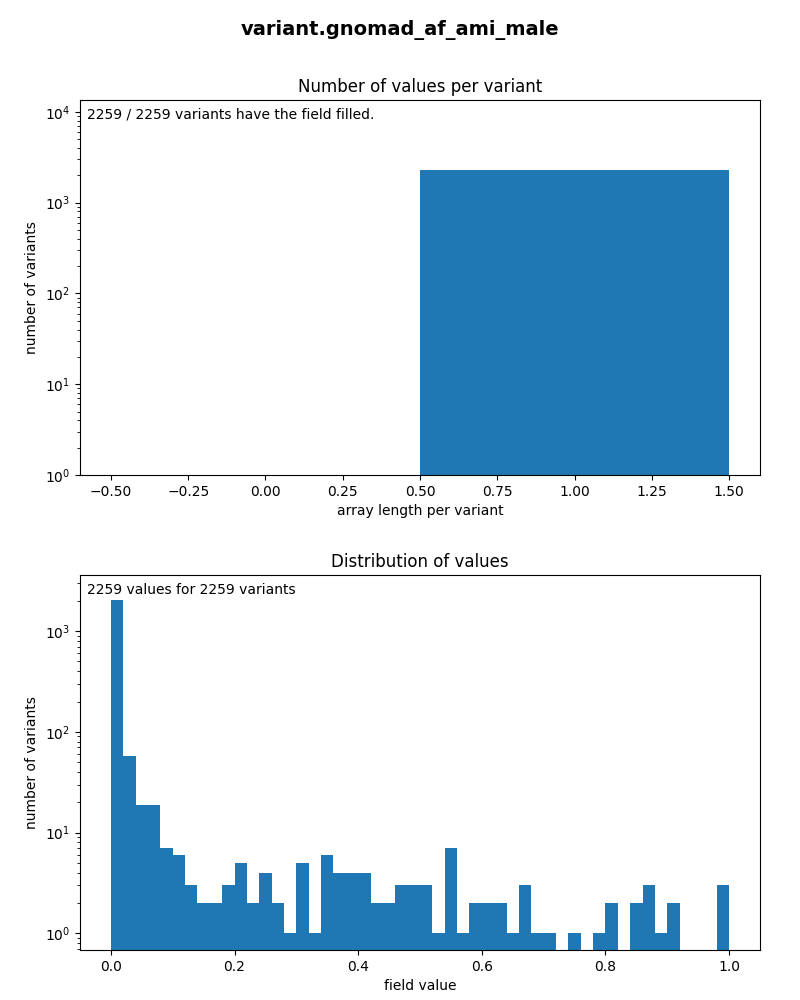 variant.gnomad_af_ami_male
Number of values per variant
2259 / 2259 variants have the field filled.
10⁴
10³
10²
10¹
10⁰
number of variants
−0.50 −0.25 0.00 0.25 0.50 0.75 1.00 1.25 1.50
array length per variant
Distribution of values
2259 values for 2259 variants
10³
10²
10¹
10⁰
number of variants
0.0 0.2 0.4 0.6 0.8 1.0
field value